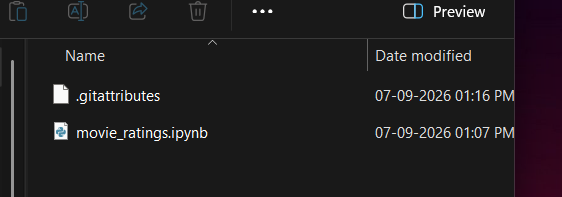 Preview
Name Date modified
.gitattributes 07-09-2026 01:16 PM
movie_ratings.ipynb 07-09-2026 01:07 PM